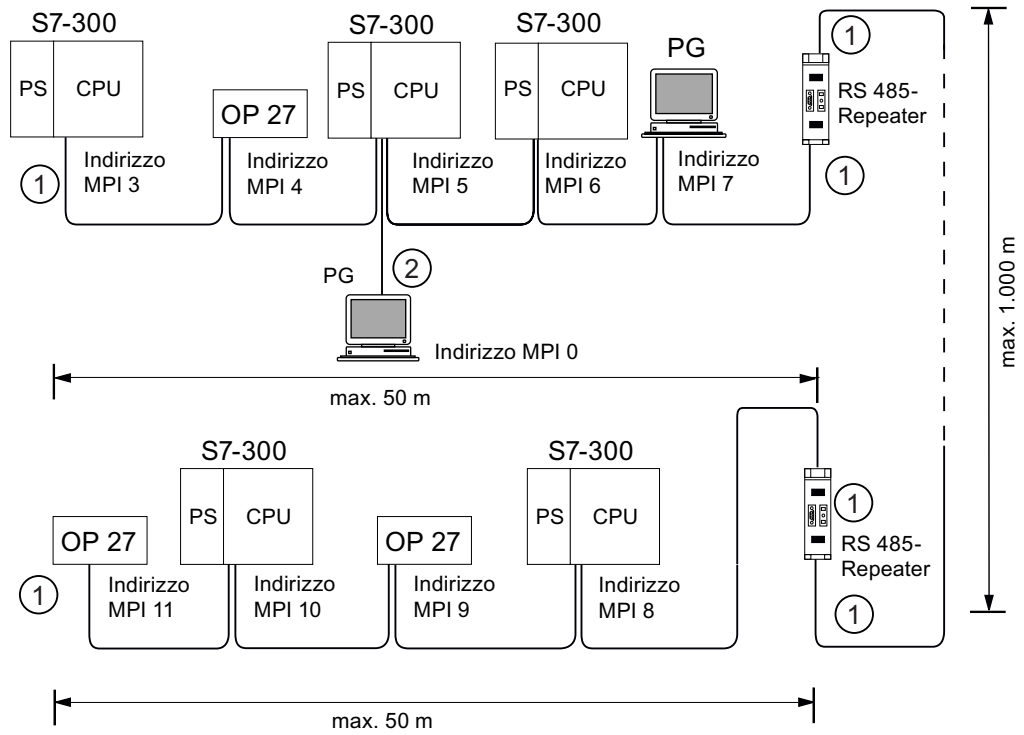 S7-300
S7-300
S7-300
PG
1
PS
CPU
PS
CPU
PS
CPU
OP 27
RS 485-
Repeater
1
Indirizzo
MPI 3
Indirizzo
MPI 4
Indirizzo
MPI 5
Indirizzo
MPI 6
Indirizzo
MPI 7
1
PG
2
Indirizzo MPI 0
max. 1.000 m
max. 50 m
S7-300
S7-300
PS
CPU
PS
CPU
1
OP 27
OP 27
RS 485-
Repeater
1
Indirizzo
MPI 11
Indirizzo
MPI 10
Indirizzo
MPI 9
Indirizzo
MPI 8
1
max. 50 m